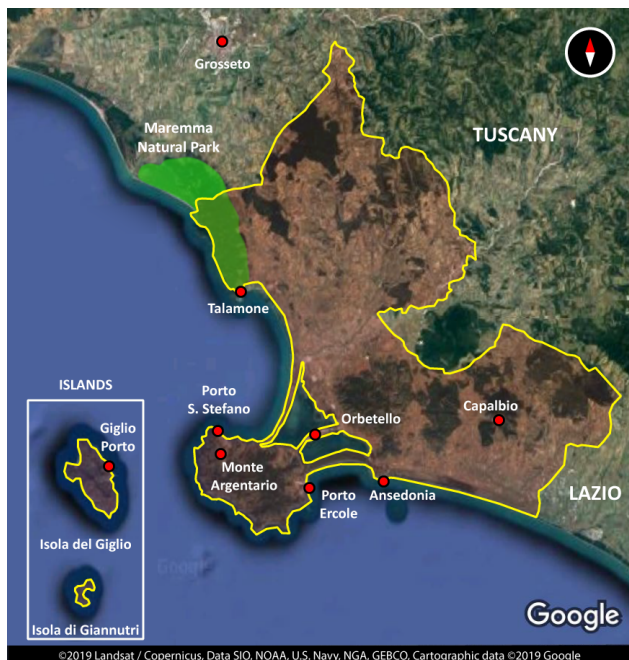 Grosseto
Maremma
Natural Park
TUSCANY
Talamone
ISLANDS
Porto
S. Stefano
Orbetello
Capalbio
Giglio
Porto
Monte
Argentario
Porto
Ercole
Ansedonia
LAZIO
Isola del Giglio
Isola di Giannutri
Google
Google
©2019 Landsat / Copernicus, Data SIO, NOAA, U.S. Navy, NGA, GEBCO, Cartographic data ©2019 Google